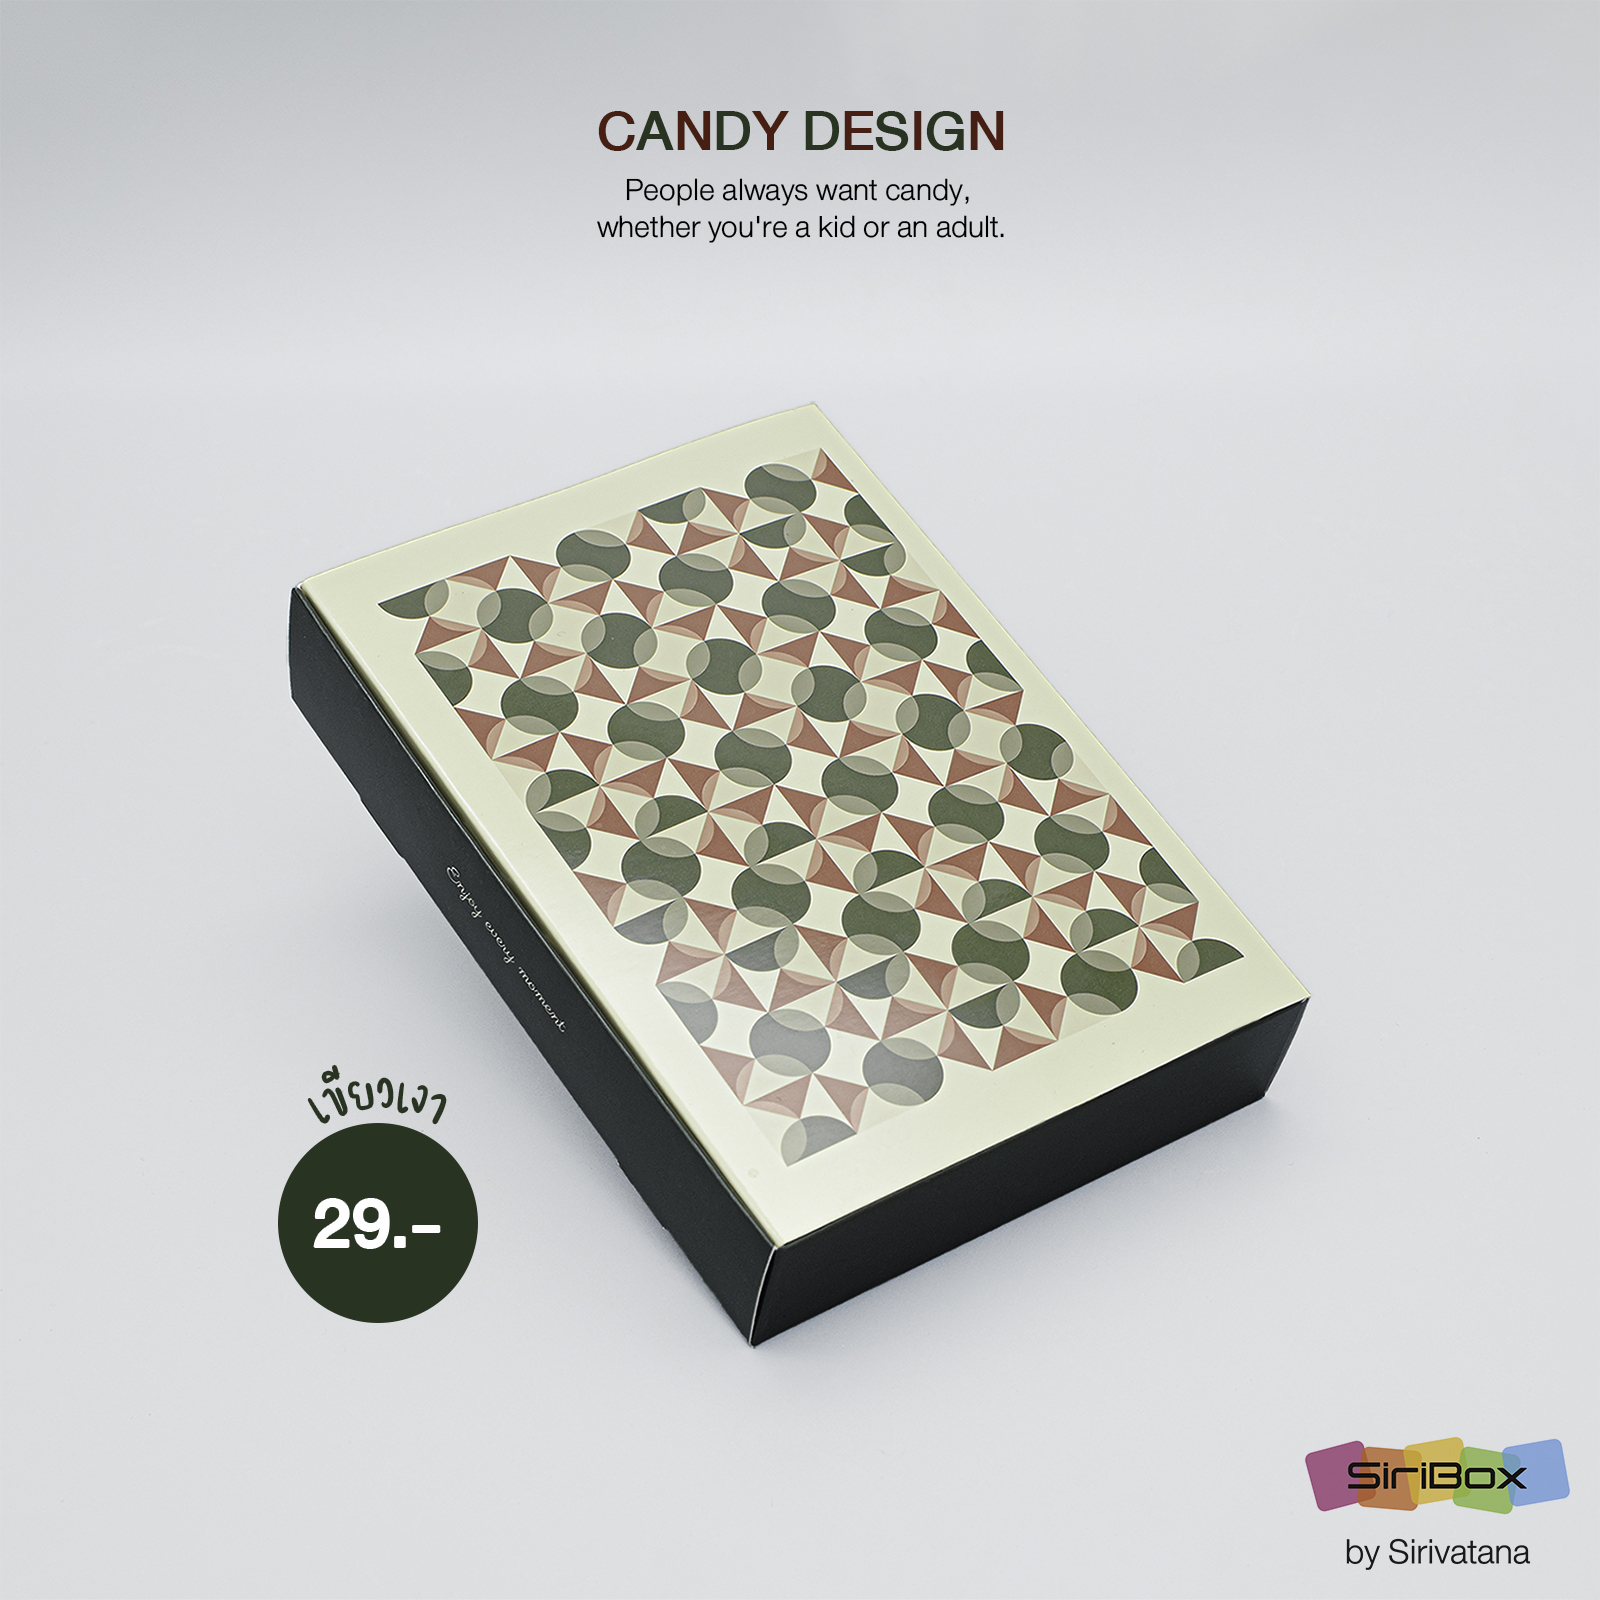 CANDY DESIGN
People always want candy,
whether you're a kid or an adult.
Enjoy every moment
เขียวเงา
29.-
SiriBox
by Sirivatana